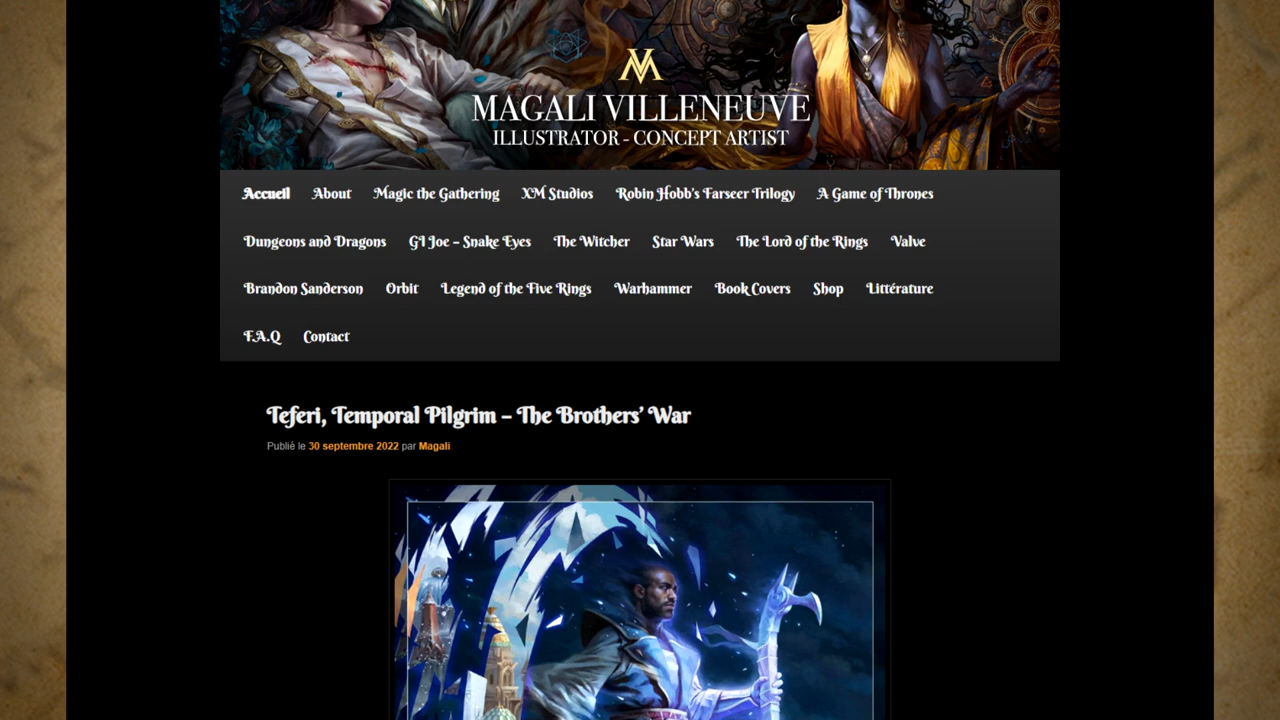 MAGALI VILLENEUVE
ILLUSTRATOR - CONCEPT ARTIST
Accueil About Magic the Gathering XM Studios Robin Hobb's Farseer Trilogy A Game of Thrones
Dungeons and Dragons GI Joe – Snake Eyes The Witcher Star Wars The Lord of the Rings Valve
Brandon Sanderson Orbit Legend of the Five Rings Warhammer Book Covers Shop Littérature
F.A.Q Contact
Teferi, Temporal Pilgrim – The Brothers' War
Publié le 30 septembre 2022 par Magali